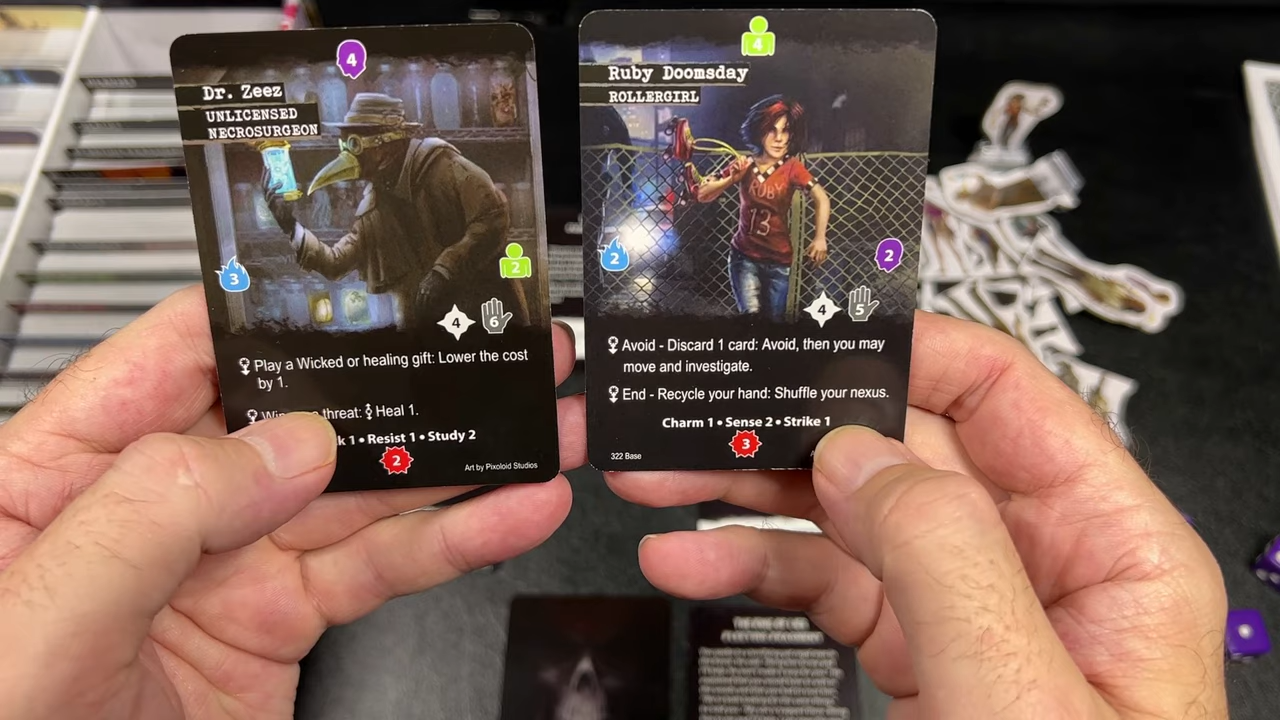 4
Dr. Zeez
UNLICENSED
NECROSURGEON
3
2
4
6
Play a Wicked or healing gift: Lower the cost
by 1.
threat: Heal 1.
1 • Resist 1 • Study 2
2
Art by Pixoloid Studios
4
Ruby Doomsday
ROLLERGIRL
RUBY
13
2
2
4
5
Avoid - Discard 1 card: Avoid, then you may
move and investigate.
End - Recycle your hand: Shuffle your nexus.
Charm 1 • Sense 2 • Strike 1
3
322 Base